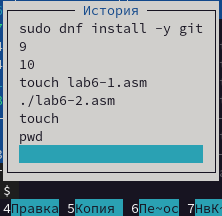 История
sudo dnf install -y git
9
10
touch lab6-1.asm
./lab6-2.asm
touch
pwd
$
4Правка 5Копия 6Пе~ос 7НвК